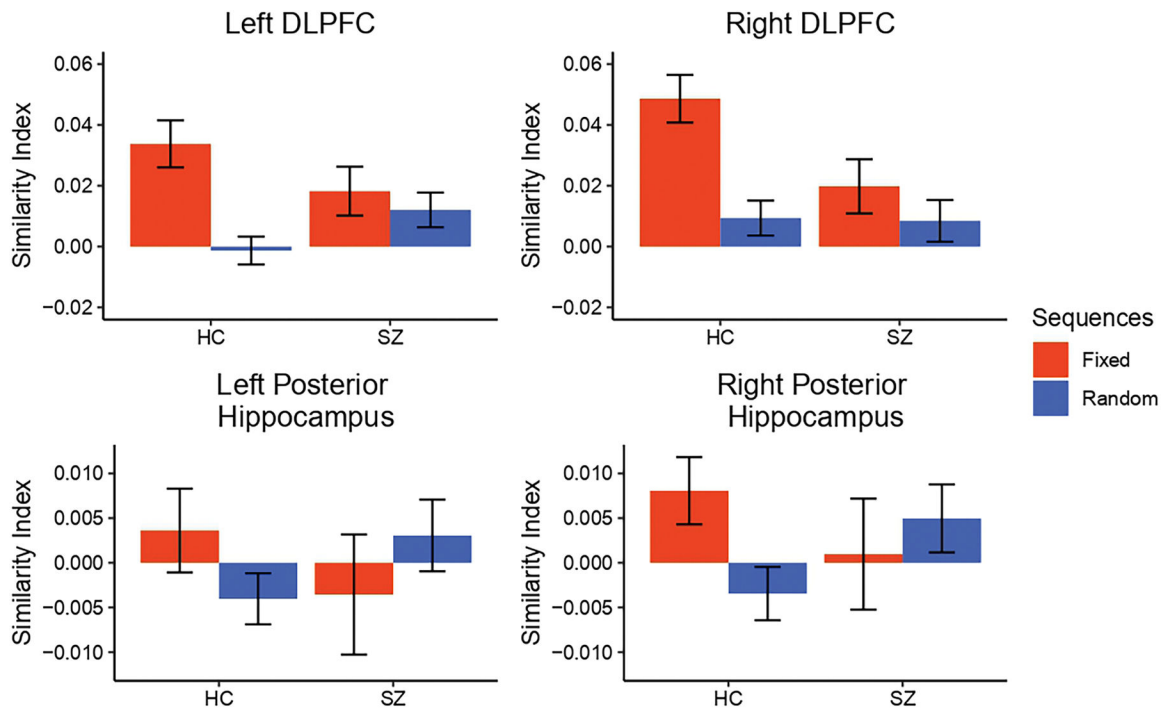 Left DLPFC
Right DLPFC
Similarity Index
0.06
0.04
0.02
0.00
−0.02
HC
SZ
Similarity Index
0.06
0.04
0.02
0.00
−0.02
HC
SZ
Sequences
Fixed
Random
Left Posterior
Hippocampus
Right Posterior
Hippocampus
Similarity Index
0.010
0.005
0.000
−0.005
−0.010
HC
SZ
Similarity Index
0.010
0.005
0.000
−0.005
−0.010
HC
SZ